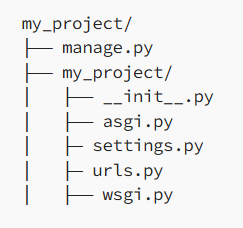 my_project/
├── manage.py
├── my_project/
│   ├── __init__.py
│   ├── asgi.py
│   ├─ settings.py
│   ├─ urls.py
│   ├── wsgi.py